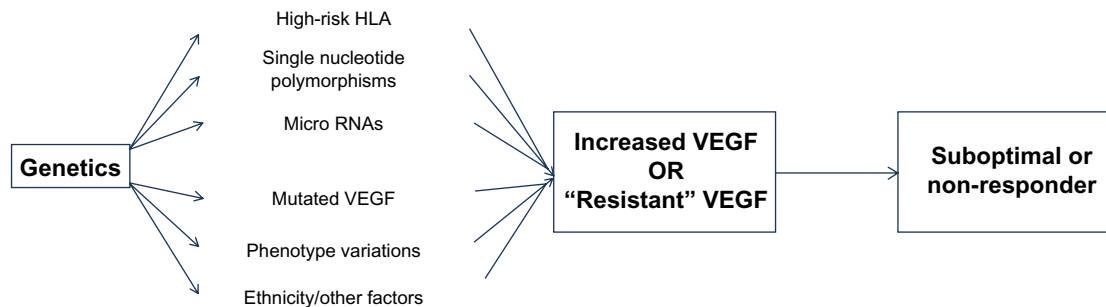 High-risk HLA
Single nucleotide
polymorphisms
Micro RNAs
Genetics
Mutated VEGF
Phenotype variations
Ethnicity/other factors
Increased VEGF
OR
“Resistant” VEGF
Suboptimal or
non-responder